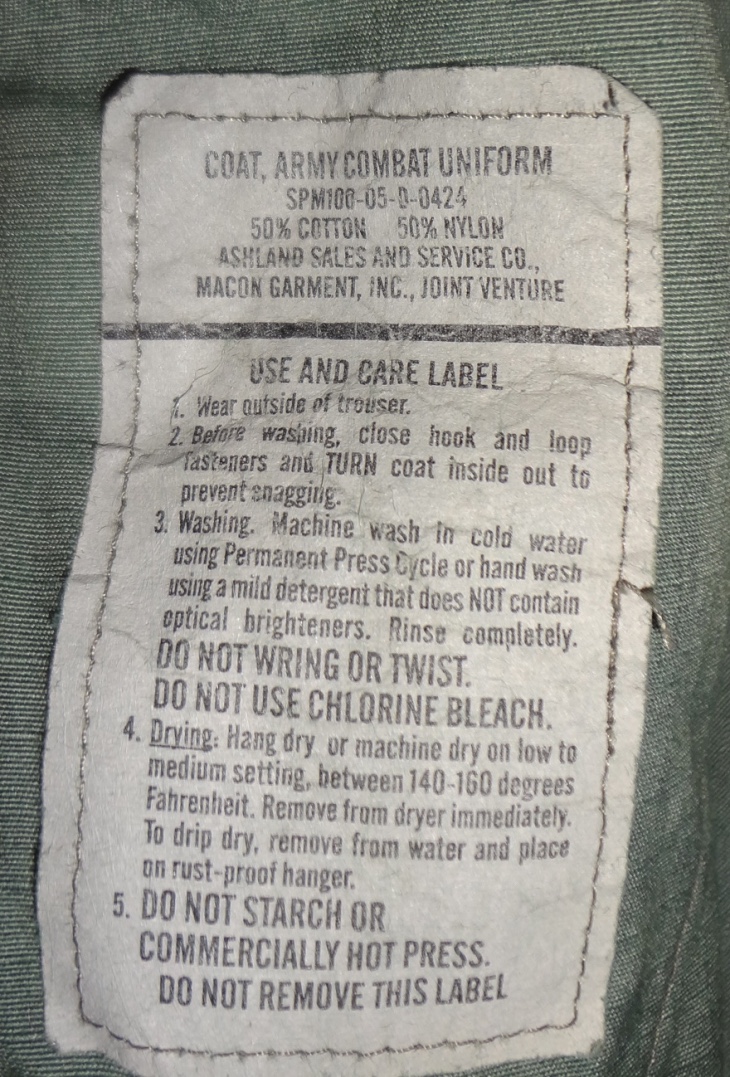 COAT, ARMY COMBAT UNIFORM
SPM100-05-D-0424
50% COTTON 50% NYLON
ASHLAND SALES AND SERVICE CO.,
MACON GARMENT, INC., JOINT VENTURE
USE AND CARE LABEL
1. Wear outside of trouser.
2. Before washing, close hook and loop
fasteners and TURN coat inside out to
prevent snagging.
3. Washing. Machine wash in cold water
using Permanent Press Cycle or hand wash
using a mild detergent that does NOT contain
optical brighteners. Rinse completely.
DO NOT WRING OR TWIST.
DO NOT USE CHLORINE BLEACH.
4. Drying: Hang dry or machine dry on low to
medium setting, between 140-160 degrees
Fahrenheit. Remove from dryer immediately.
To drip dry, remove from water and place
on rust-proof hanger.
5. DO NOT STARCH OR
COMMERCIALLY HOT PRESS.
DO NOT REMOVE THIS LABEL